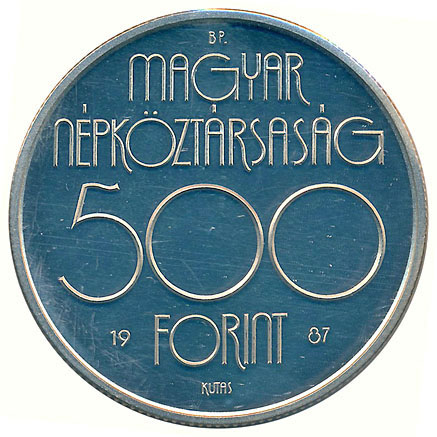 BP.
MAGYAR
NÉPKÖZTÁRSASÁG
500
19 FORINT 87
KUTAS